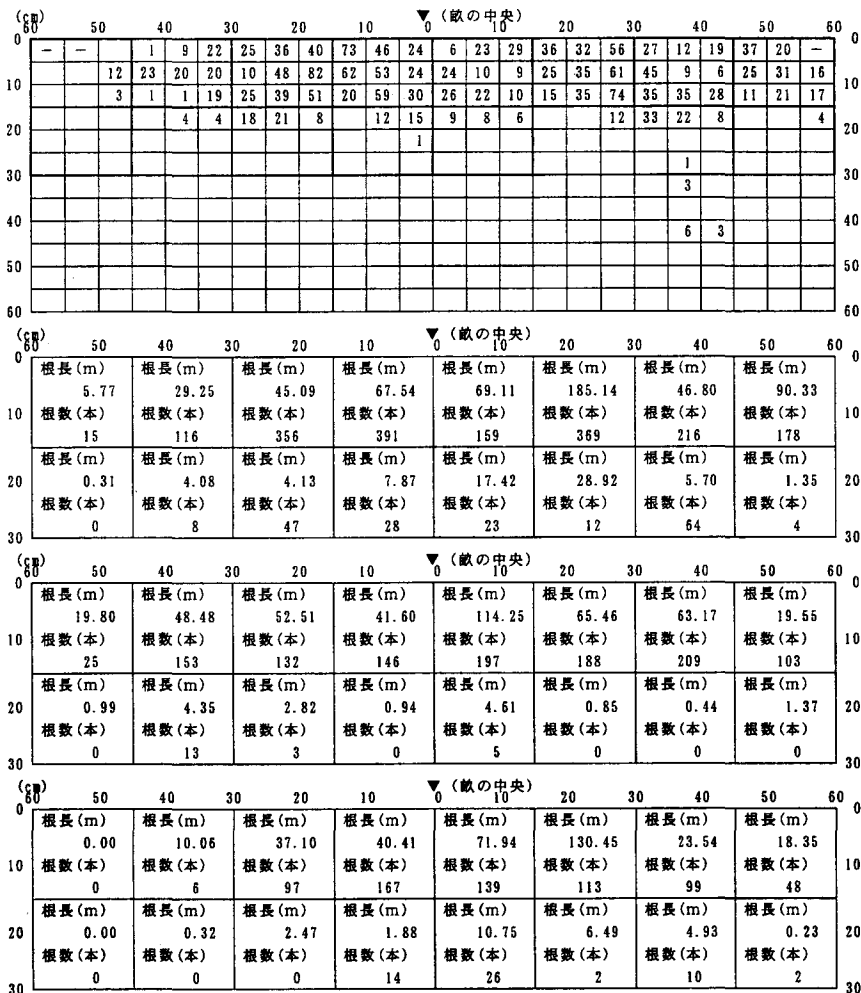 (cm) ▼ (畝の中央)
60 50 40 30 20 10 0 10 20 30 40 50 60
0 － － 1 9 22 25 36 40 73 46 24 6 23 29 36 32 56 27 12 19 37 20 － 0
12 23 20 20 10 48 82 62 53 24 24 10 9 25 35 61 45 9 6 25 31 16
10 3 1 1 19 25 39 51 20 59 30 26 22 10 15 35 74 35 35 28 11 21 17 10
4 4 18 21 8 12 15 9 8 6 12 33 22 8 4
20 1 20
1
30 3 30
40 6 3 40
50 50
60 60
(cm) ▼ (畝の中央)
60 50 40 30 20 10 0 10 20 30 40 50 60
0 根長(m) 根長(m) 根長(m) 根長(m) 根長(m) 根長(m) 根長(m) 根長(m) 0
5.77 29.25 45.09 67.54 69.11 185.14 46.80 90.33
10 根数(本) 根数(本) 根数(本) 根数(本) 根数(本) 根数(本) 根数(本) 根数(本) 10
15 116 356 391 159 369 216 178
根長(m) 根長(m) 根長(m) 根長(m) 根長(m) 根長(m) 根長(m) 根長(m)
20 0.31 4.08 4.13 7.87 17.42 28.92 5.70 1.35 20
根数(本) 根数(本) 根数(本) 根数(本) 根数(本) 根数(本) 根数(本) 根数(本)
30 0 8 47 28 23 12 64 4 30
(cm) ▼ (畝の中央)
60 50 40 30 20 10 0 10 20 30 40 50 60
0 根長(m) 根長(m) 根長(m) 根長(m) 根長(m) 根長(m) 根長(m) 根長(m) 0
19.80 48.48 52.51 41.60 114.25 65.46 63.17 19.55
10 根数(本) 根数(本) 根数(本) 根数(本) 根数(本) 根数(本) 根数(本) 根数(本) 10
25 153 132 146 197 188 209 103
根長(m) 根長(m) 根長(m) 根長(m) 根長(m) 根長(m) 根長(m) 根長(m)
20 0.99 4.35 2.82 0.94 4.61 0.85 0.44 1.37 20
根数(本) 根数(本) 根数(本) 根数(本) 根数(本) 根数(本) 根数(本) 根数(本)
30 0 13 3 0 5 0 0 0 30
(cm) ▼ (畝の中央)
60 50 40 30 20 10 0 10 20 30 40 50 60
0 根長(m) 根長(m) 根長(m) 根長(m) 根長(m) 根長(m) 根長(m) 根長(m) 0
0.00 10.06 37.10 40.41 71.94 130.45 23.54 18.35
10 根数(本) 根数(本) 根数(本) 根数(本) 根数(本) 根数(本) 根数(本) 根数(本) 10
0 6 97 167 139 113 99 48
根長(m) 根長(m) 根長(m) 根長(m) 根長(m) 根長(m) 根長(m) 根長(m)
20 0.00 0.32 2.47 1.88 10.75 6.49 4.93 0.23 20
根数(本) 根数(本) 根数(本) 根数(本) 根数(本) 根数(本) 根数(本) 根数(本)
30 0 0 0 14 26 2 10 2 30